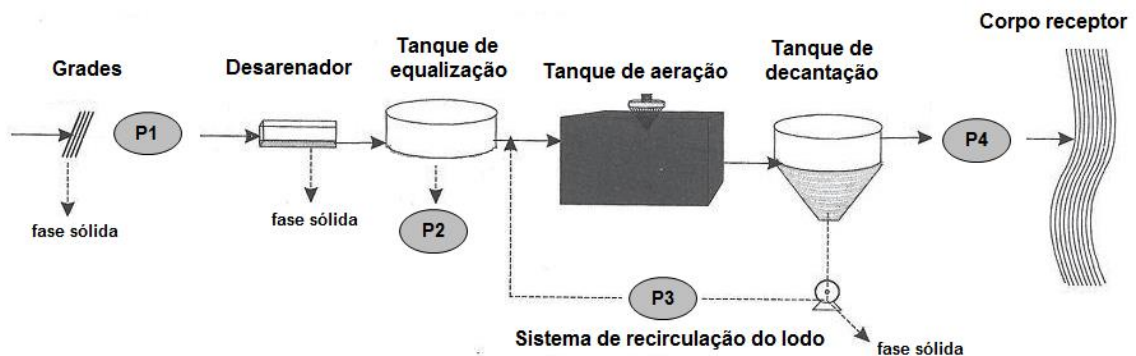 Corpo receptor
Grades
Desarenador
Tanque de
equalização
Tanque de aeração
Tanque de
decantação
P1
P4
fase sólida
fase sólida
P2
P3
Sistema de recirculação do lodo
fase sólida